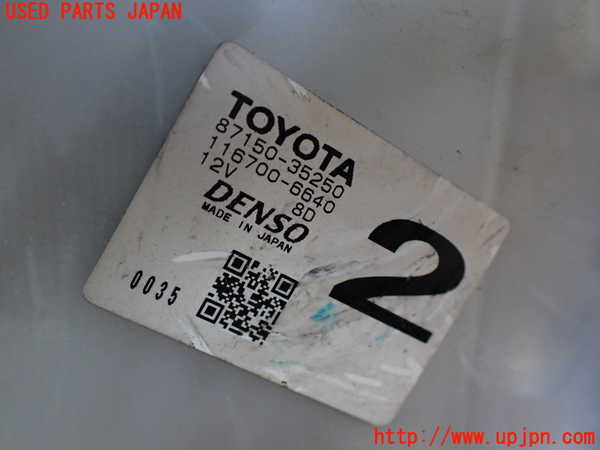 USED PARTS JAPAN
TOYOTA
87150-35250
116700-6640
12V 8D
DENSO
MADE IN JAPAN
2
0035
http://www.upjpn.com/